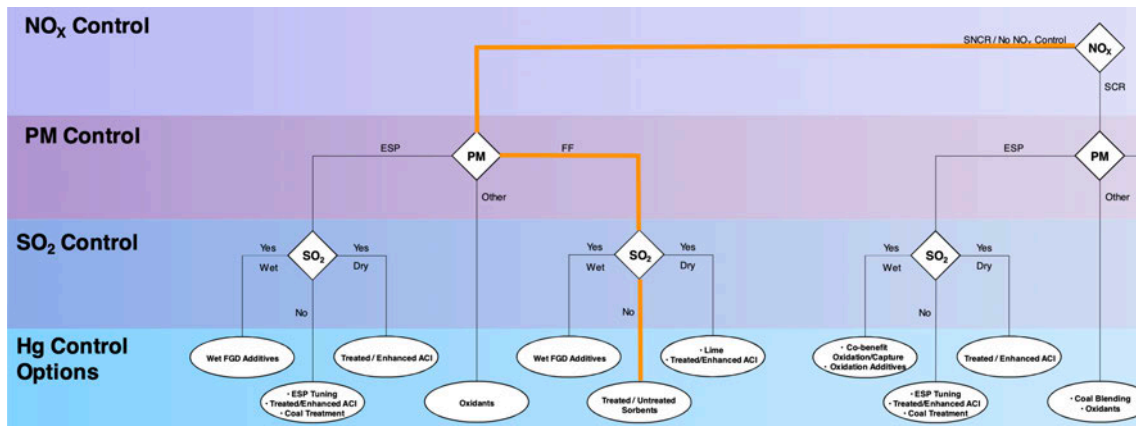 NOX Control
SNCR / No NOX Control
NOX
SCR
PM Control
ESP
PM
FF
Other
ESP
PM
Other
SO2 Control
Yes
Wet
SO2
Yes
Dry
No
Yes
Wet
SO2
Yes
Dry
No
Yes
Wet
SO2
Yes
Dry
No
Hg Control
Options
Wet FGD Additives
Treated / Enhanced ACI
Wet FGD Additives
· Lime
· Treated/Enhanced ACI
· Co-benefit
Oxidation/Capture
· Oxidation Additives
Treated / Enhanced ACI
· ESP Tuning
· Treated/Enhanced ACI
· Coal Treatment
Oxidants
Treated / Untreated
Sorbents
· ESP Tuning
· Treated/Enhanced ACI
· Coal Treatment
· Coal Blending
· Oxidants